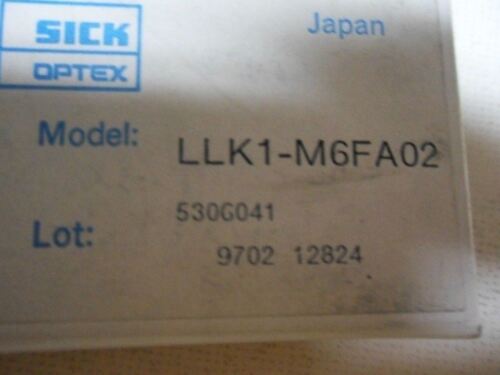 SICK
OPTEX
Japan
Model: LLK1-M6FA02
530G041
Lot: 9702 12824